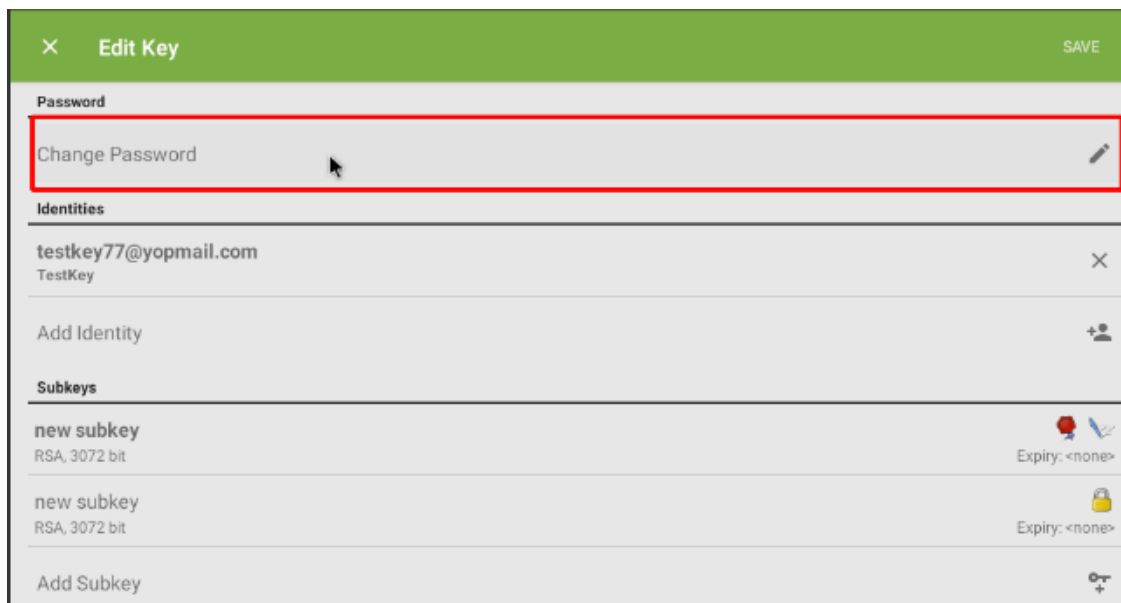 Edit Key
SAVE
Password
Change Password
Identities
testkey77@yopmail.com
TestKey
Add Identity
Subkeys
new subkey
RSA, 3072 bit
Expiry: <none>
new subkey
RSA, 3072 bit
Expiry: <none>
Add Subkey